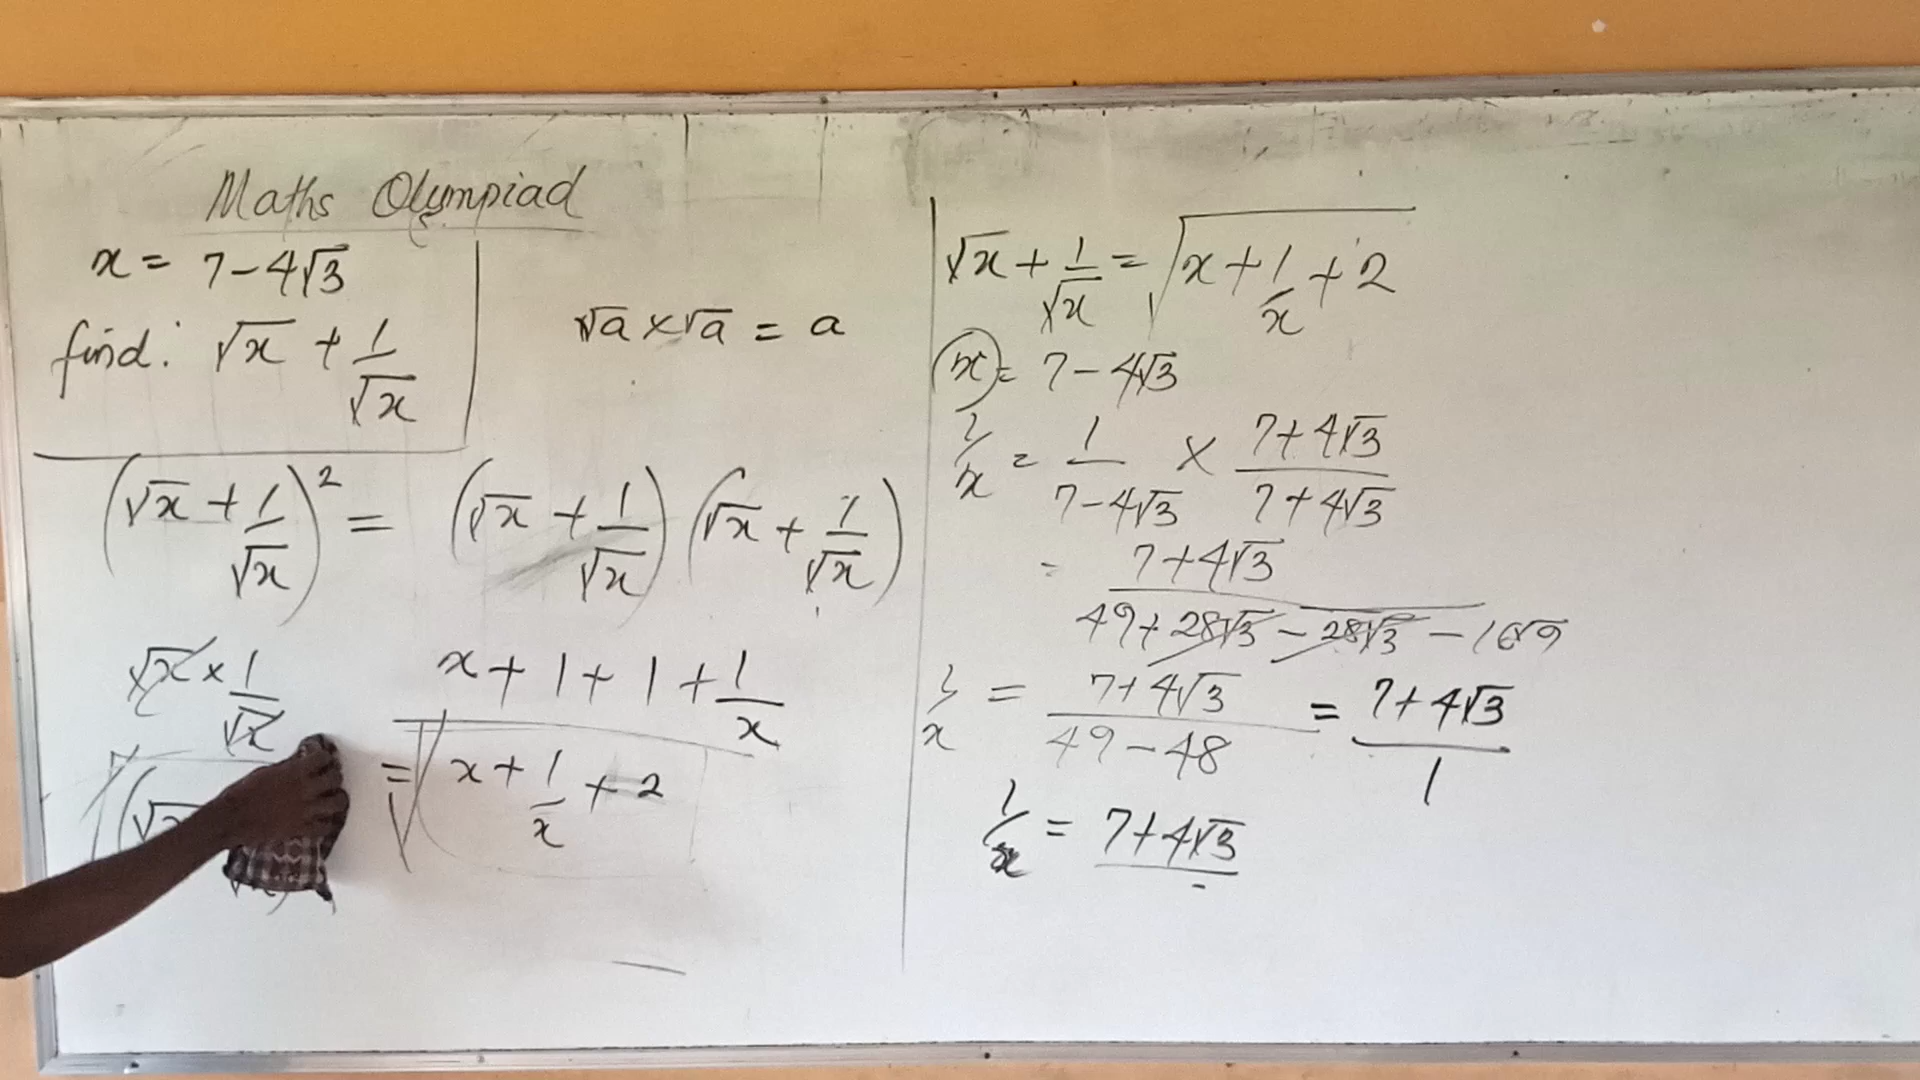 Maths Olympiad
x = 7 - 4√3
find: √x + 1/√x
√a × √a = a
(√x + 1/√x)² = (√x + 1/√x)(√x + 1/√x)
√x × 1/√x
x + 1 + 1 + 1/x
= √(x + 1/x + 2)
√x + 1/√x = √(x + 1/x + 2)
x = 7 - 4√3
1/x = 1/(7 - 4√3) × (7 + 4√3)/(7 + 4√3)
= (7 + 4√3)/(49 + 28√3 - 28√3 - 16√9)
1/x = (7 + 4√3)/(49 - 48) = (7 + 4√3)/1
1/x = 7 + 4√3